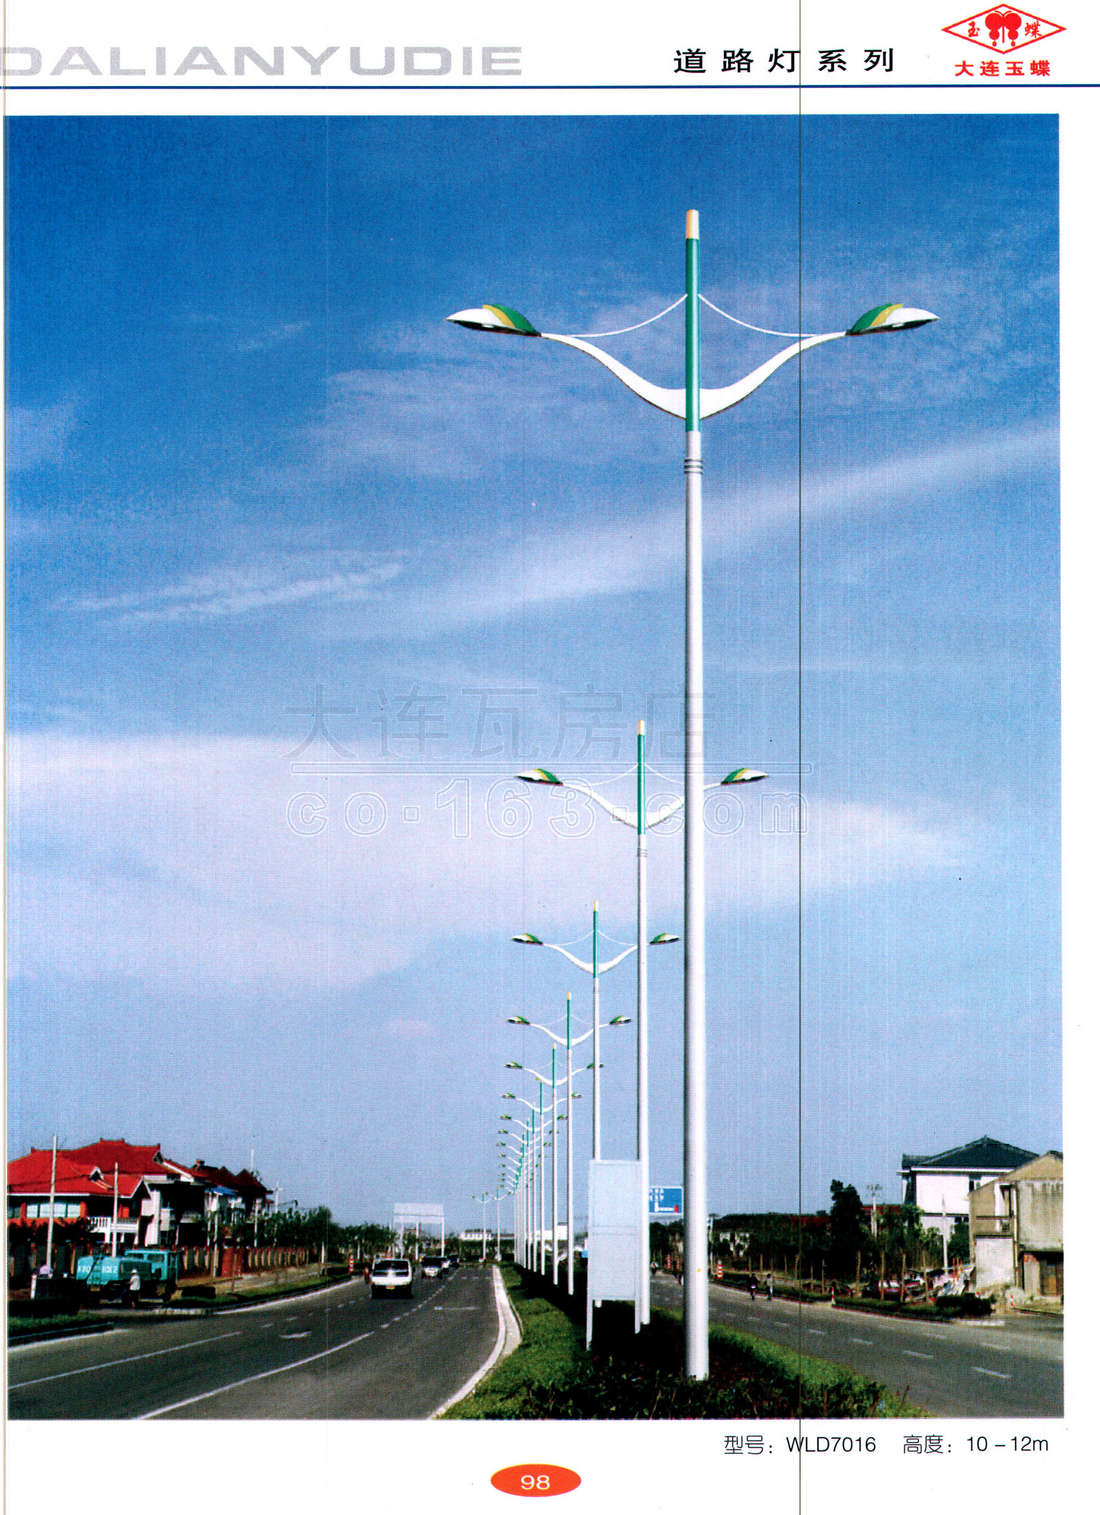 DALIANYUDIE
道路灯系列
玉 蝶
大连玉蝶
大连瓦房店
co.163.com
型号：WLD7016 高度：10-12m
98